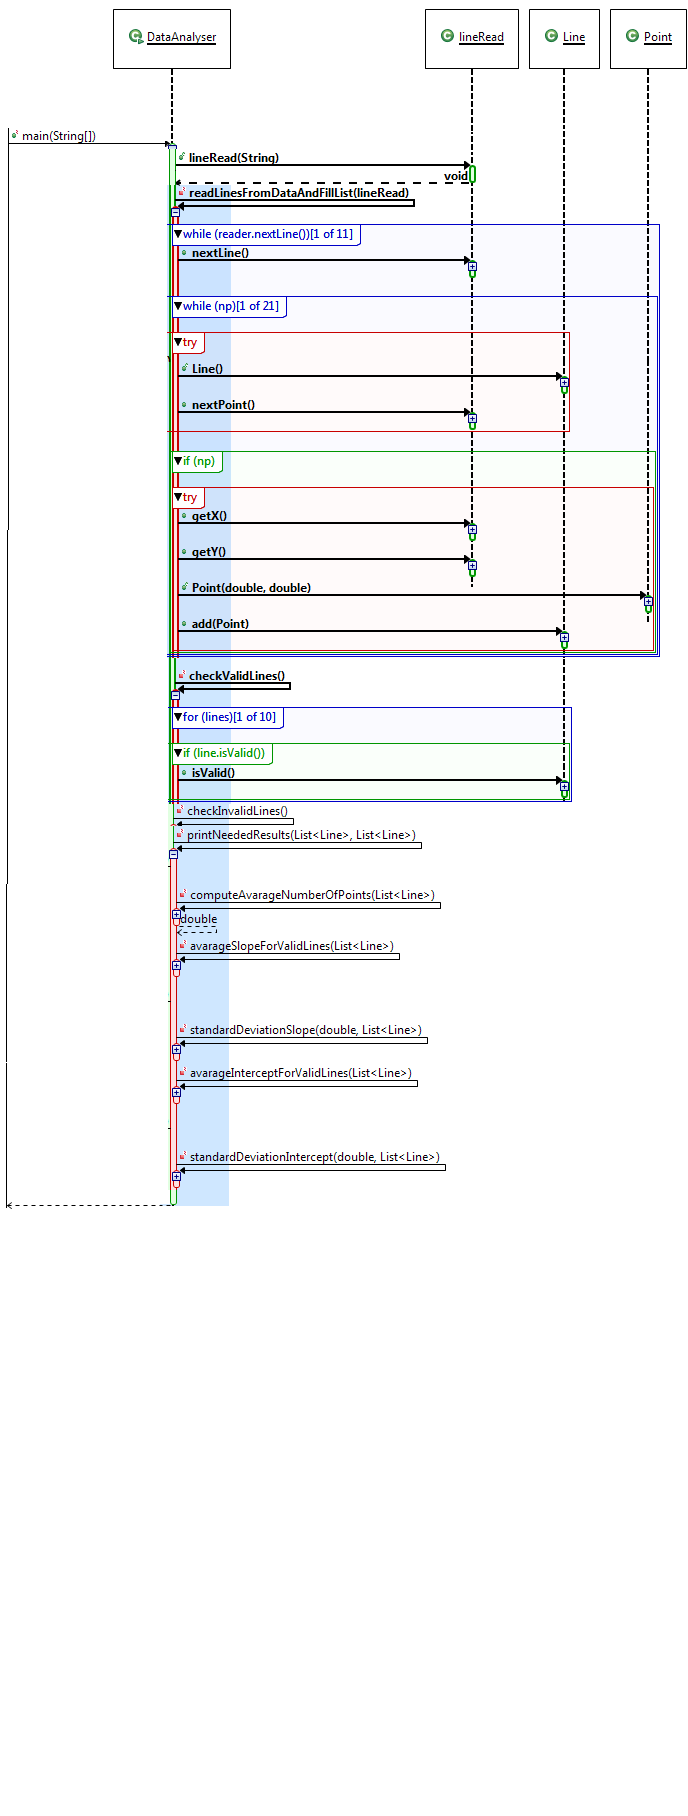 DataAnalyser
lineRead
Line
Point
main(String[])
lineRead(String)
void
readLinesFromDataAndFillList(lineRead)
while (reader.nextLine())[1 of 11]
nextLine()
while (np)[1 of 21]
try
Line()
nextPoint()
if (np)
try
getX()
getY()
Point(double, double)
add(Point)
checkValidLines()
for (lines)[1 of 10]
if (line.isValid())
isValid()
checkInvalidLines()
printNeededResults(List<Line>, List<Line>)
computeAvarageNumberOfPoints(List<Line>)
double
avarageSlopeForValidLines(List<Line>)
standardDeviationSlope(double, List<Line>)
avarageInterceptForValidLines(List<Line>)
standardDeviationIntercept(double, List<Line>)